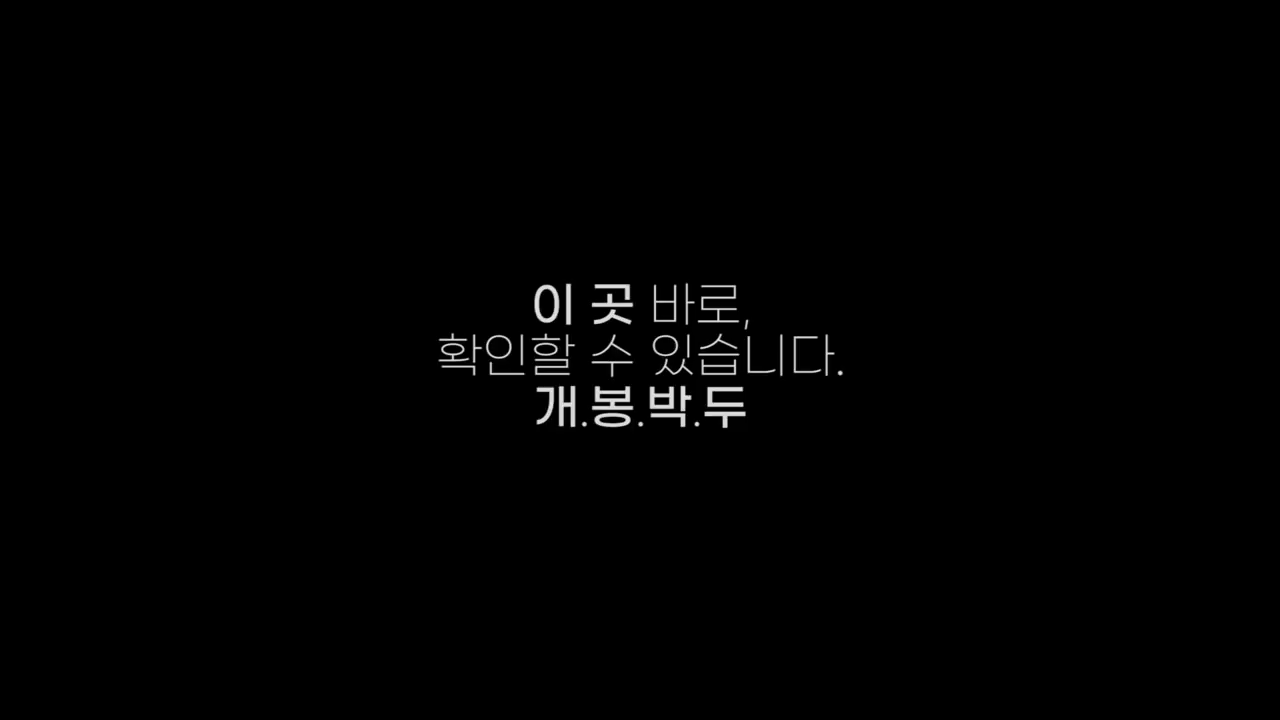 이 곳 바로,
확인할 수 있습니다.
개.봉.박.두